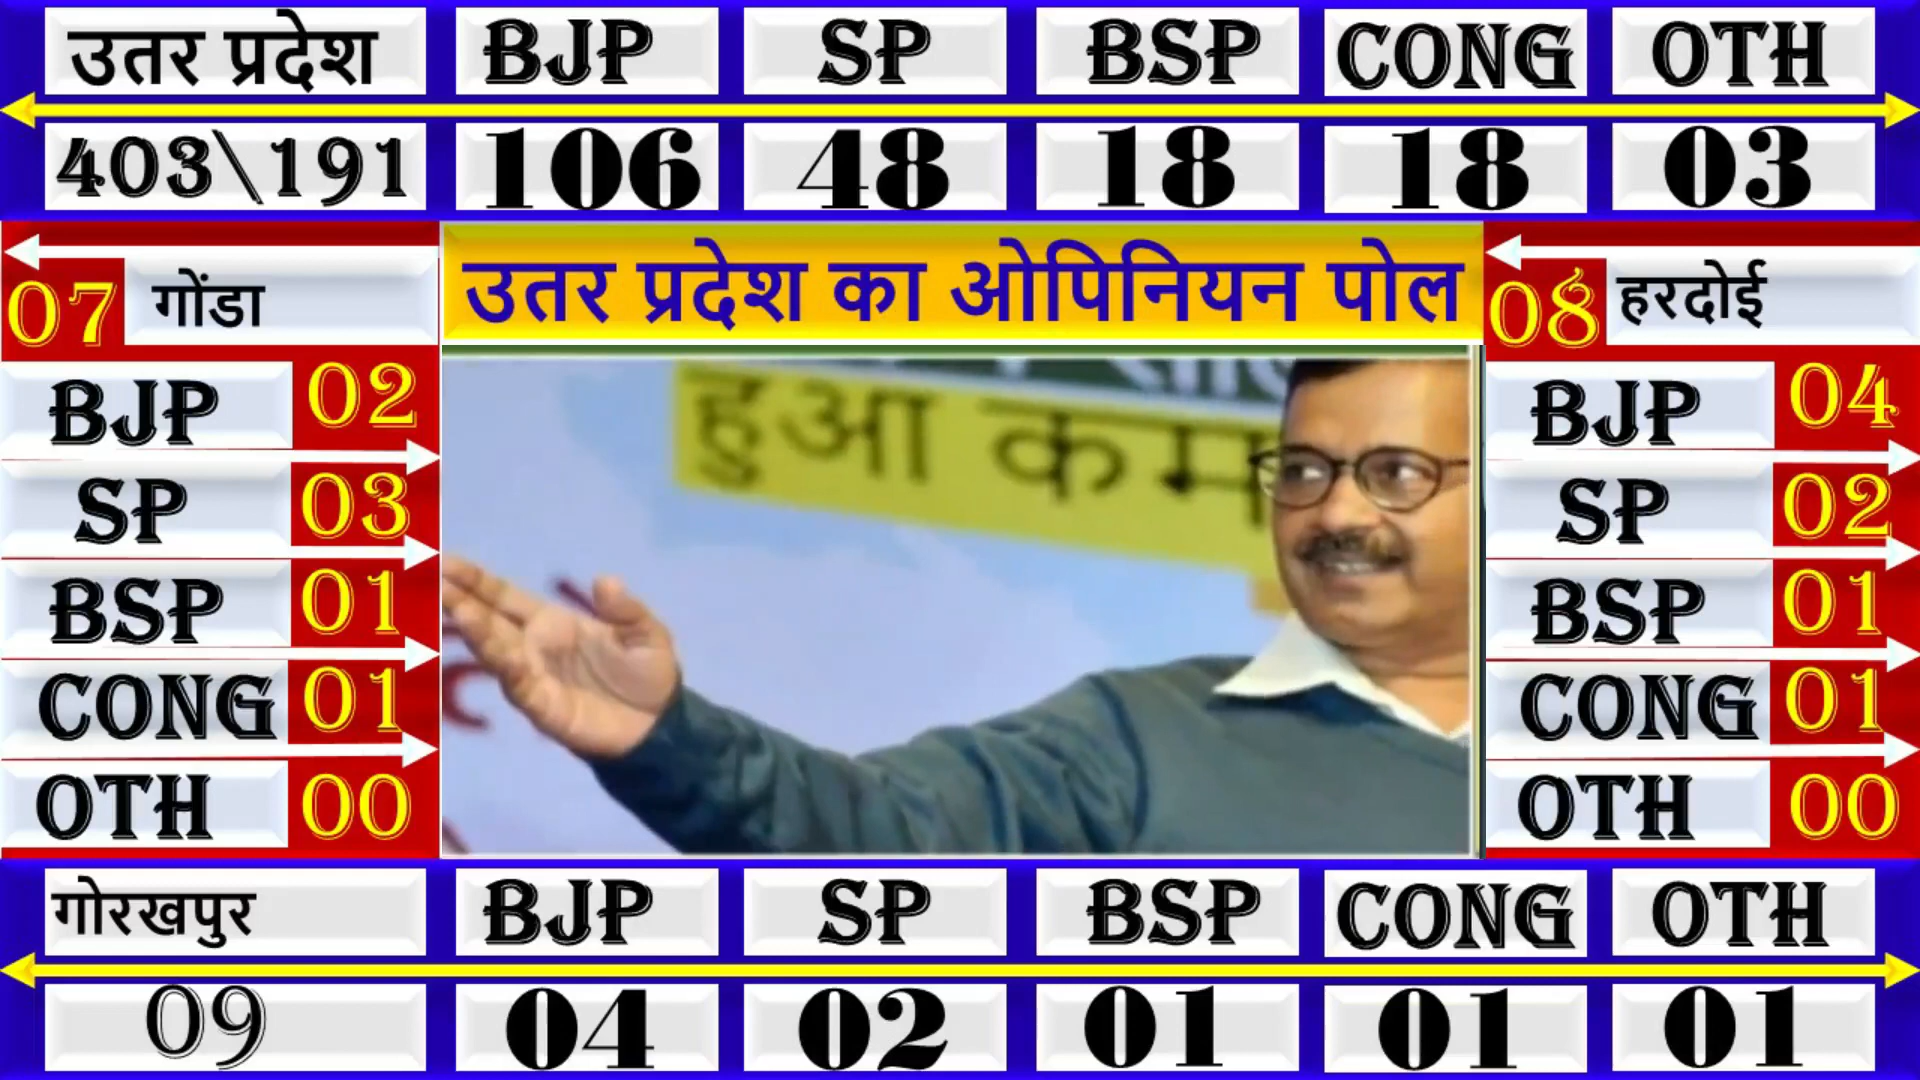 उतर प्रदेश BJP SP BSP CONG OTH
403\191 106 48 18 18 03
उतर प्रदेश का ओपिनियन पोल
07 गोंडा
BJP 02
SP 03
BSP 01
CONG 01
OTH 00
हुआ कम
08 हरदोई
BJP 04
SP 02
BSP 01
CONG 01
OTH 00
गोरखपुर BJP SP BSP CONG OTH
09 04 02 01 01 01